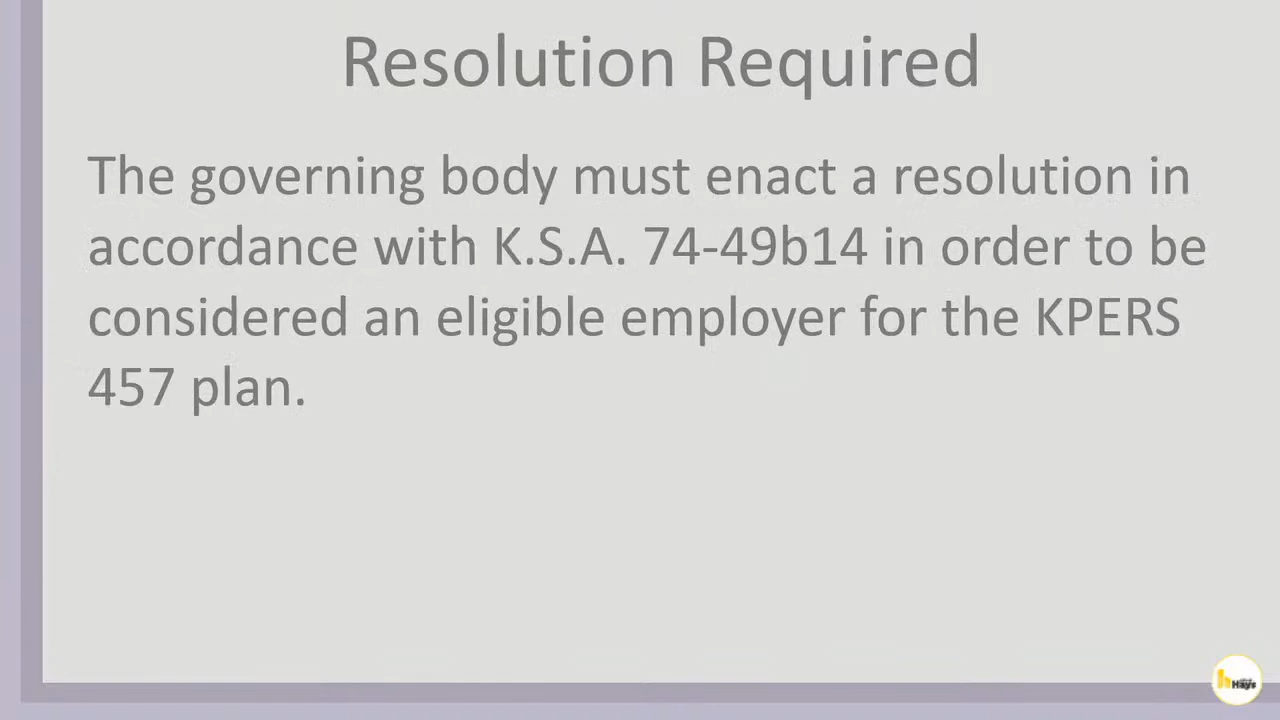 Resolution Required
The governing body must enact a resolution in
accordance with K.S.A. 74-49b14 in order to be
considered an eligible employer for the KPERS
457 plan.
Hays